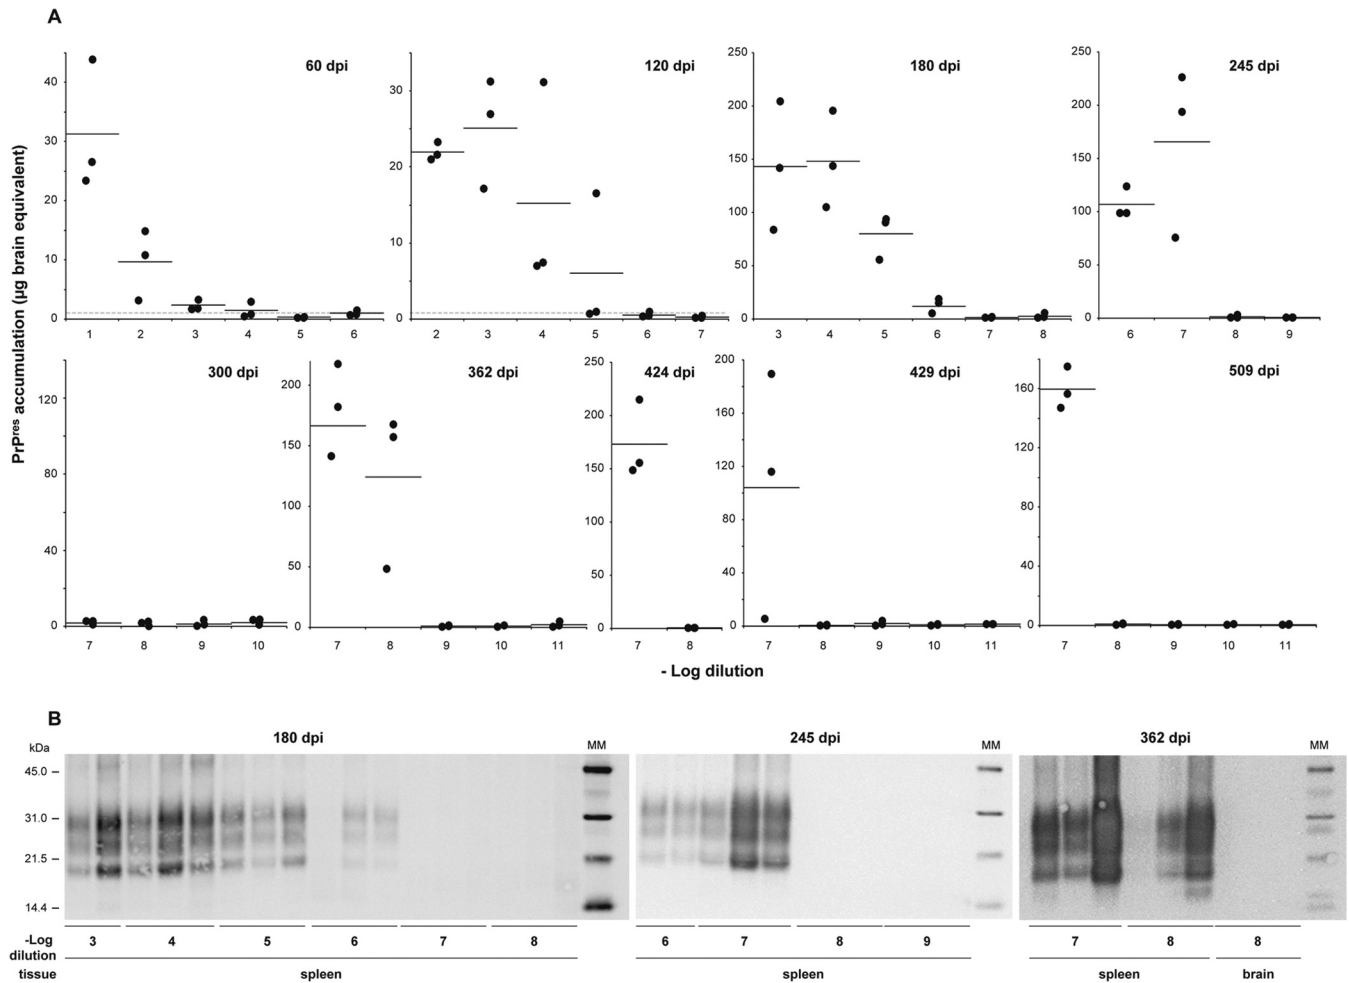 A
60 dpi 120 dpi 180 dpi 245 dpi
40 30 20 10 0
30 20 10 0
250 200 150 100 50 0
250 200 150 100 50 0
1 2 3 4 5 6
2 3 4 5 6 7
3 4 5 6 7 8
6 7 8 9
PrPres accumulation (µg brain equivalent)
300 dpi 362 dpi 424 dpi 429 dpi 509 dpi
120 80 40 0
200 150 100 50 0
250 200 150 100 50 0
200 160 120 80 40 0
160 120 80 40 0
7 8 9 10
7 8 9 10 11
7 8
7 8 9 10 11
7 8 9 10 11
- Log dilution
B
180 dpi 245 dpi 362 dpi
kDa MM MM MM
45.0
31.0
21.5
14.4
-Log dilution 3 4 5 6 7 8 6 7 8 9 7 8 8
tissue spleen spleen spleen brain